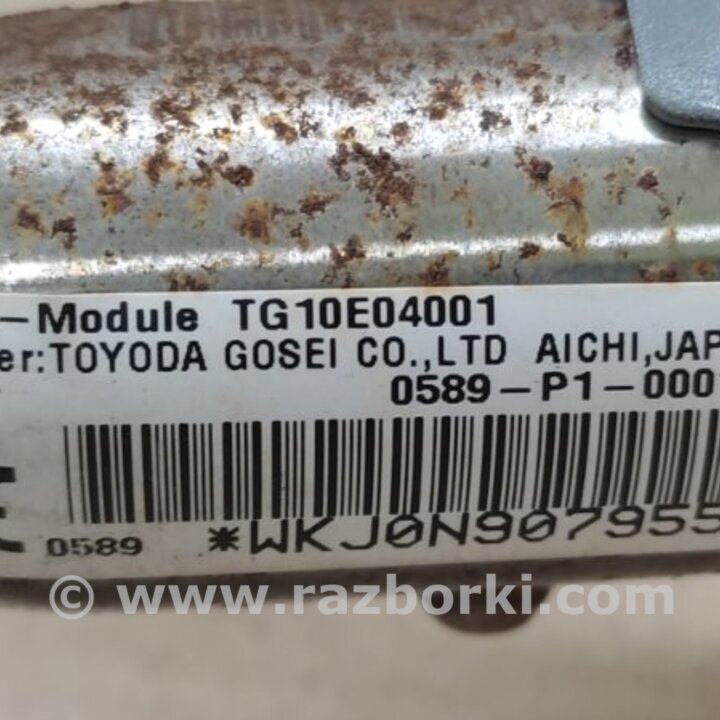 –Module TG10E04001
er:TOYODA GOSEI CO.,LTD AICHI,JAP
0589–P1–000
0589 *WKJ0N907955
© www.razborki.com